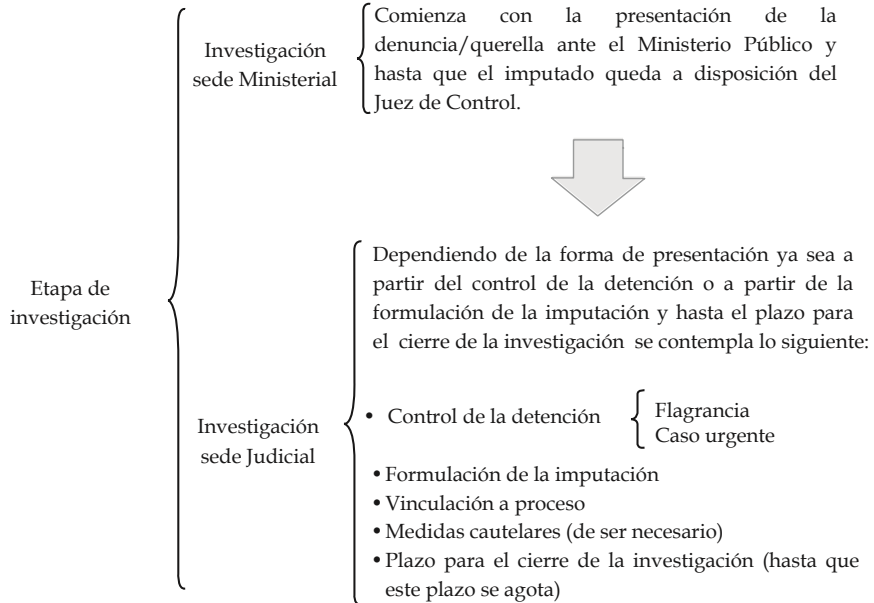 Etapa de
investigación
Investigación
sede Ministerial
Comienza con la presentación de la
denuncia/querella ante el Ministerio Público y
hasta que el imputado queda a disposición del
Juez de Control.
Investigación
sede Judicial
Dependiendo de la forma de presentación ya sea a
partir del control de la detención o a partir de la
formulación de la imputación y hasta el plazo para
el cierre de la investigación se contempla lo siguiente:
• Control de la detención
Flagrancia
Caso urgente
• Formulación de la imputación
• Vinculación a proceso
• Medidas cautelares (de ser necesario)
• Plazo para el cierre de la investigación (hasta que
este plazo se agota)